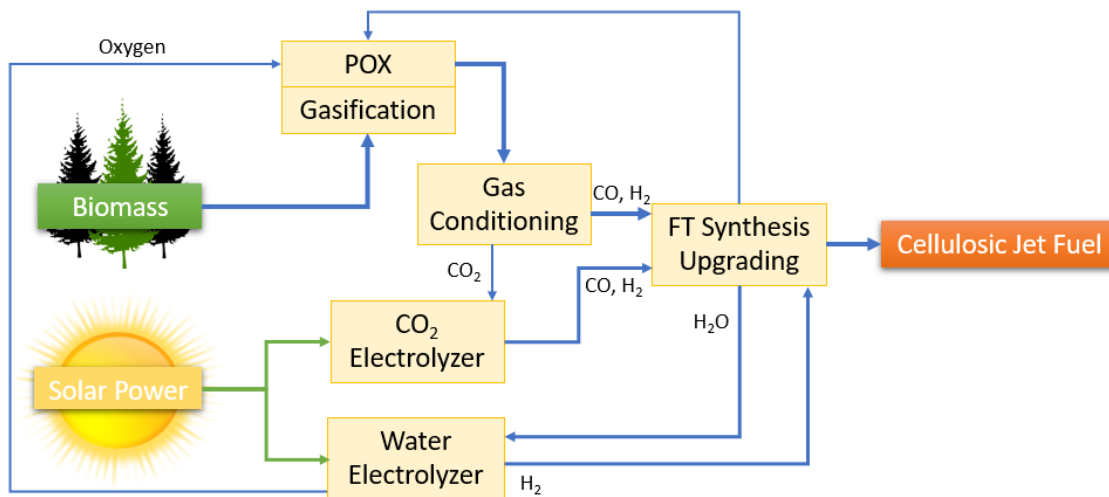 Oxygen
POX
Gasification
Biomass
Gas
Conditioning
CO, H₂
FT Synthesis
Upgrading
Cellulosic Jet Fuel
CO₂
CO, H₂
H₂O
CO₂
Electrolyzer
Solar Power
Water
Electrolyzer
H₂